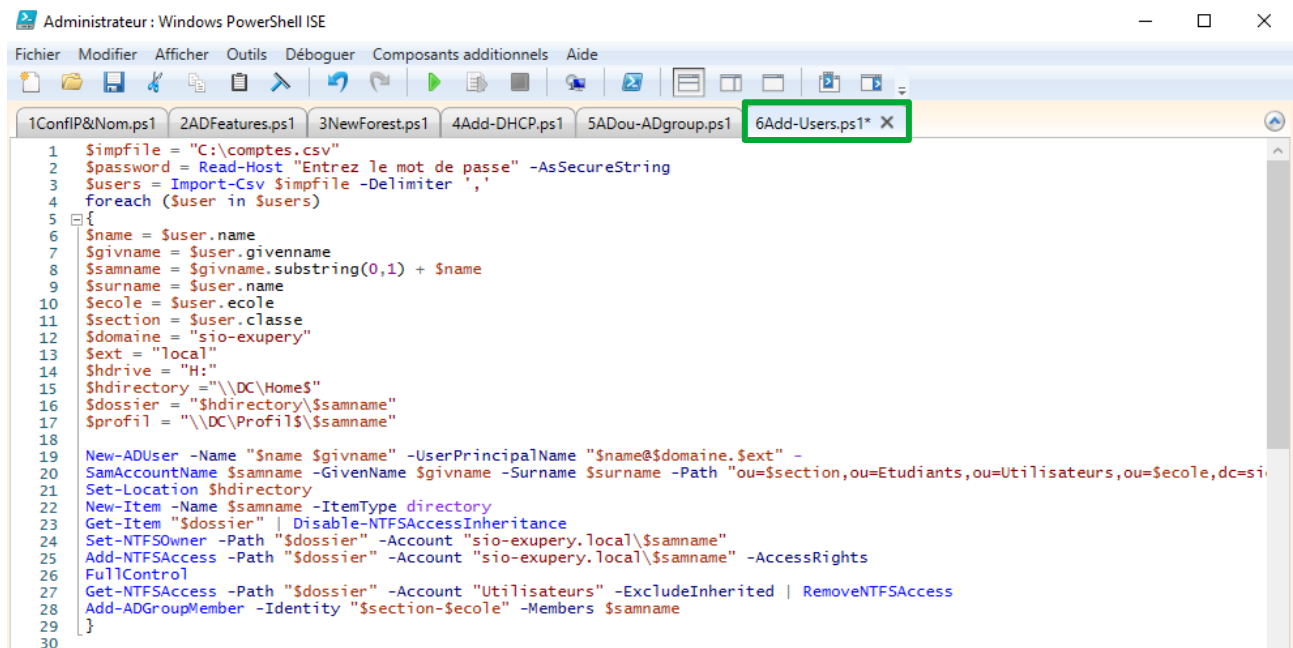 Administrateur : Windows PowerShell ISE
Fichier Modifier Afficher Outils Déboguer Composants additionnels Aide
1ConfIP&Nom.ps1 2ADFeatures.ps1 3NewForest.ps1 4Add-DHCP.ps1 5ADou-ADgroup.ps1 6Add-Users.ps1* X
1 $impfile = "C:\comptes.csv"
2 $password = Read-Host "Entrez le mot de passe" -AsSecureString
3 $users = Import-Csv $impfile -Delimiter ','
4 foreach ($user in $users)
5 {
6 $name = $user.name
7 $givname = $user.givenname
8 $samname = $givname.substring(0,1) + $name
9 $surname = $user.name
10 $ecole = $user.ecole
11 $section = $user.classe
12 $domaine = "sio-exupery"
13 $ext = "local"
14 $hdrive = "H:"
15 $hdirectory ="\\DC\Home$"
16 $dossier = "$hdirectory\$samname"
17 $profil = "\\DC\Profil$\$samname"
18
19 New-ADUser -Name "$name $givname" -UserPrincipalName "$name@$domaine.$ext" -
20 SamAccountName $samname -GivenName $givname -Surname $surname -Path "ou=$section,ou=Etudiants,ou=Utilisateurs,ou=$ecole,dc=si
21 Set-Location $hdirectory
22 New-Item -Name $samname -ItemType directory
23 Get-Item "$dossier" | Disable-NTFSAccessInheritance
24 Set-NTFSOwner -Path "$dossier" -Account "sio-exupery.local\$samname"
25 Add-NTFSAccess -Path "$dossier" -Account "sio-exupery.local\$samname" -AccessRights
26 FullControl
27 Get-NTFSAccess -Path "$dossier" -Account "Utilisateurs" -ExcludeInherited | RemoveNTFSAccess
28 Add-ADGroupMember -Identity "$section-$ecole" -Members $samname
29 }
30